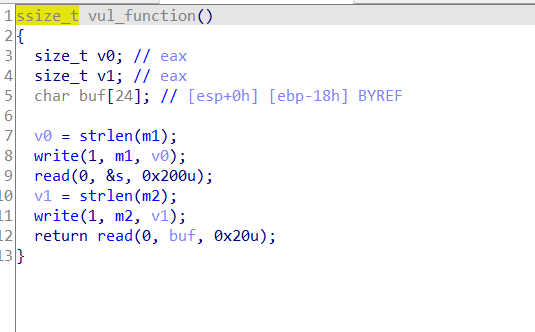 1 ssize_t vul_function()
2 {
3 size_t v0; // eax
4 size_t v1; // eax
5 char buf[24]; // [esp+0h] [ebp-18h] BYREF
6
7 v0 = strlen(m1);
8 write(1, m1, v0);
9 read(0, &s, 0x200u);
10 v1 = strlen(m2);
11 write(1, m2, v1);
12 return read(0, buf, 0x20u);
13 }